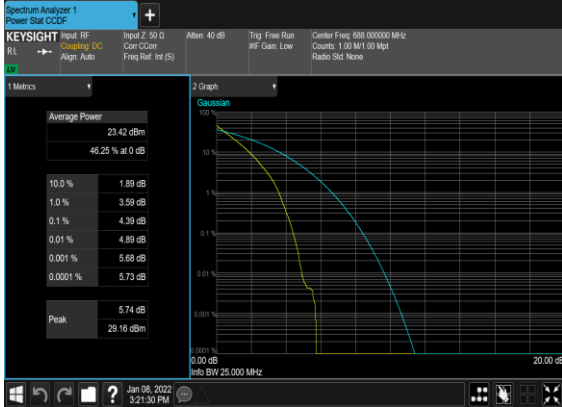 Spectrum Analyzer 1
Power Stat CCDF
KEYSIGHT
RL
Input: RF
Coupling: DC
Align: Auto
Input Z: 50 Ω
Corr CCorr
Freq Ref: Int (S)
Atten: 40 dB
Trig: Free Run
#IF Gain: Low
Center Freq: 688.000000 MHz
Counts: 1.00 M/1.00 Mpt
Radio Std: None
1 Metrics
Average Power
23.42 dBm
46.25 % at 0 dB
10.0 % 1.89 dB
1.0 % 3.59 dB
0.1 % 4.39 dB
0.01 % 4.89 dB
0.001 % 5.68 dB
0.0001 % 5.73 dB
Peak
5.74 dB
29.16 dBm
2 Graph
Gaussian
100 %
10 %
1 %
0.1 %
0.01 %
0.001 %
0.0001 %
0.00 dB 20.00 dB
Info BW 25.000 MHz
Jan 08, 2022
3:21:30 PM